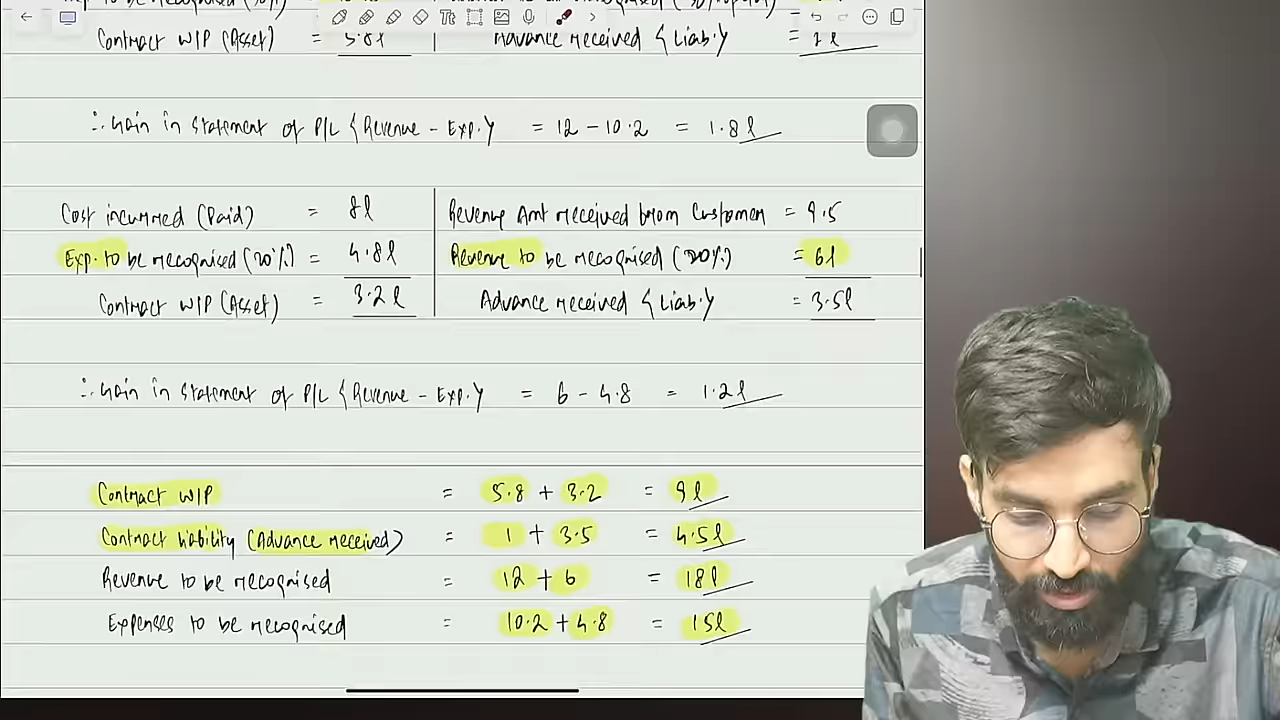 Contract WIP (Asset) = 5.8l Advance received {Liab.} = 1l
∴ Gain in Statement of P/L {Revenue - Exp.} = 12 - 10.2 = 1.8l
Cost incurred (Paid) = 8l Revenue Amt received from Customer = 9.5
Exp. to be recognised (20%) = 4.8l Revenue to be recognised (20%) = 6l
Contract WIP (Asset) = 3.2l Advance received {Liab.} = 3.5l
∴ Gain in Statement of P/L {Revenue - Exp.} = 6 - 4.8 = 1.2l
Contract WIP = 5.8 + 3.2 = 9l
Contract liability (Advance received) = 1 + 3.5 = 4.5l
Revenue to be recognised = 12 + 6 = 18l
Expenses to be recognised = 10.2 + 4.8 = 15l